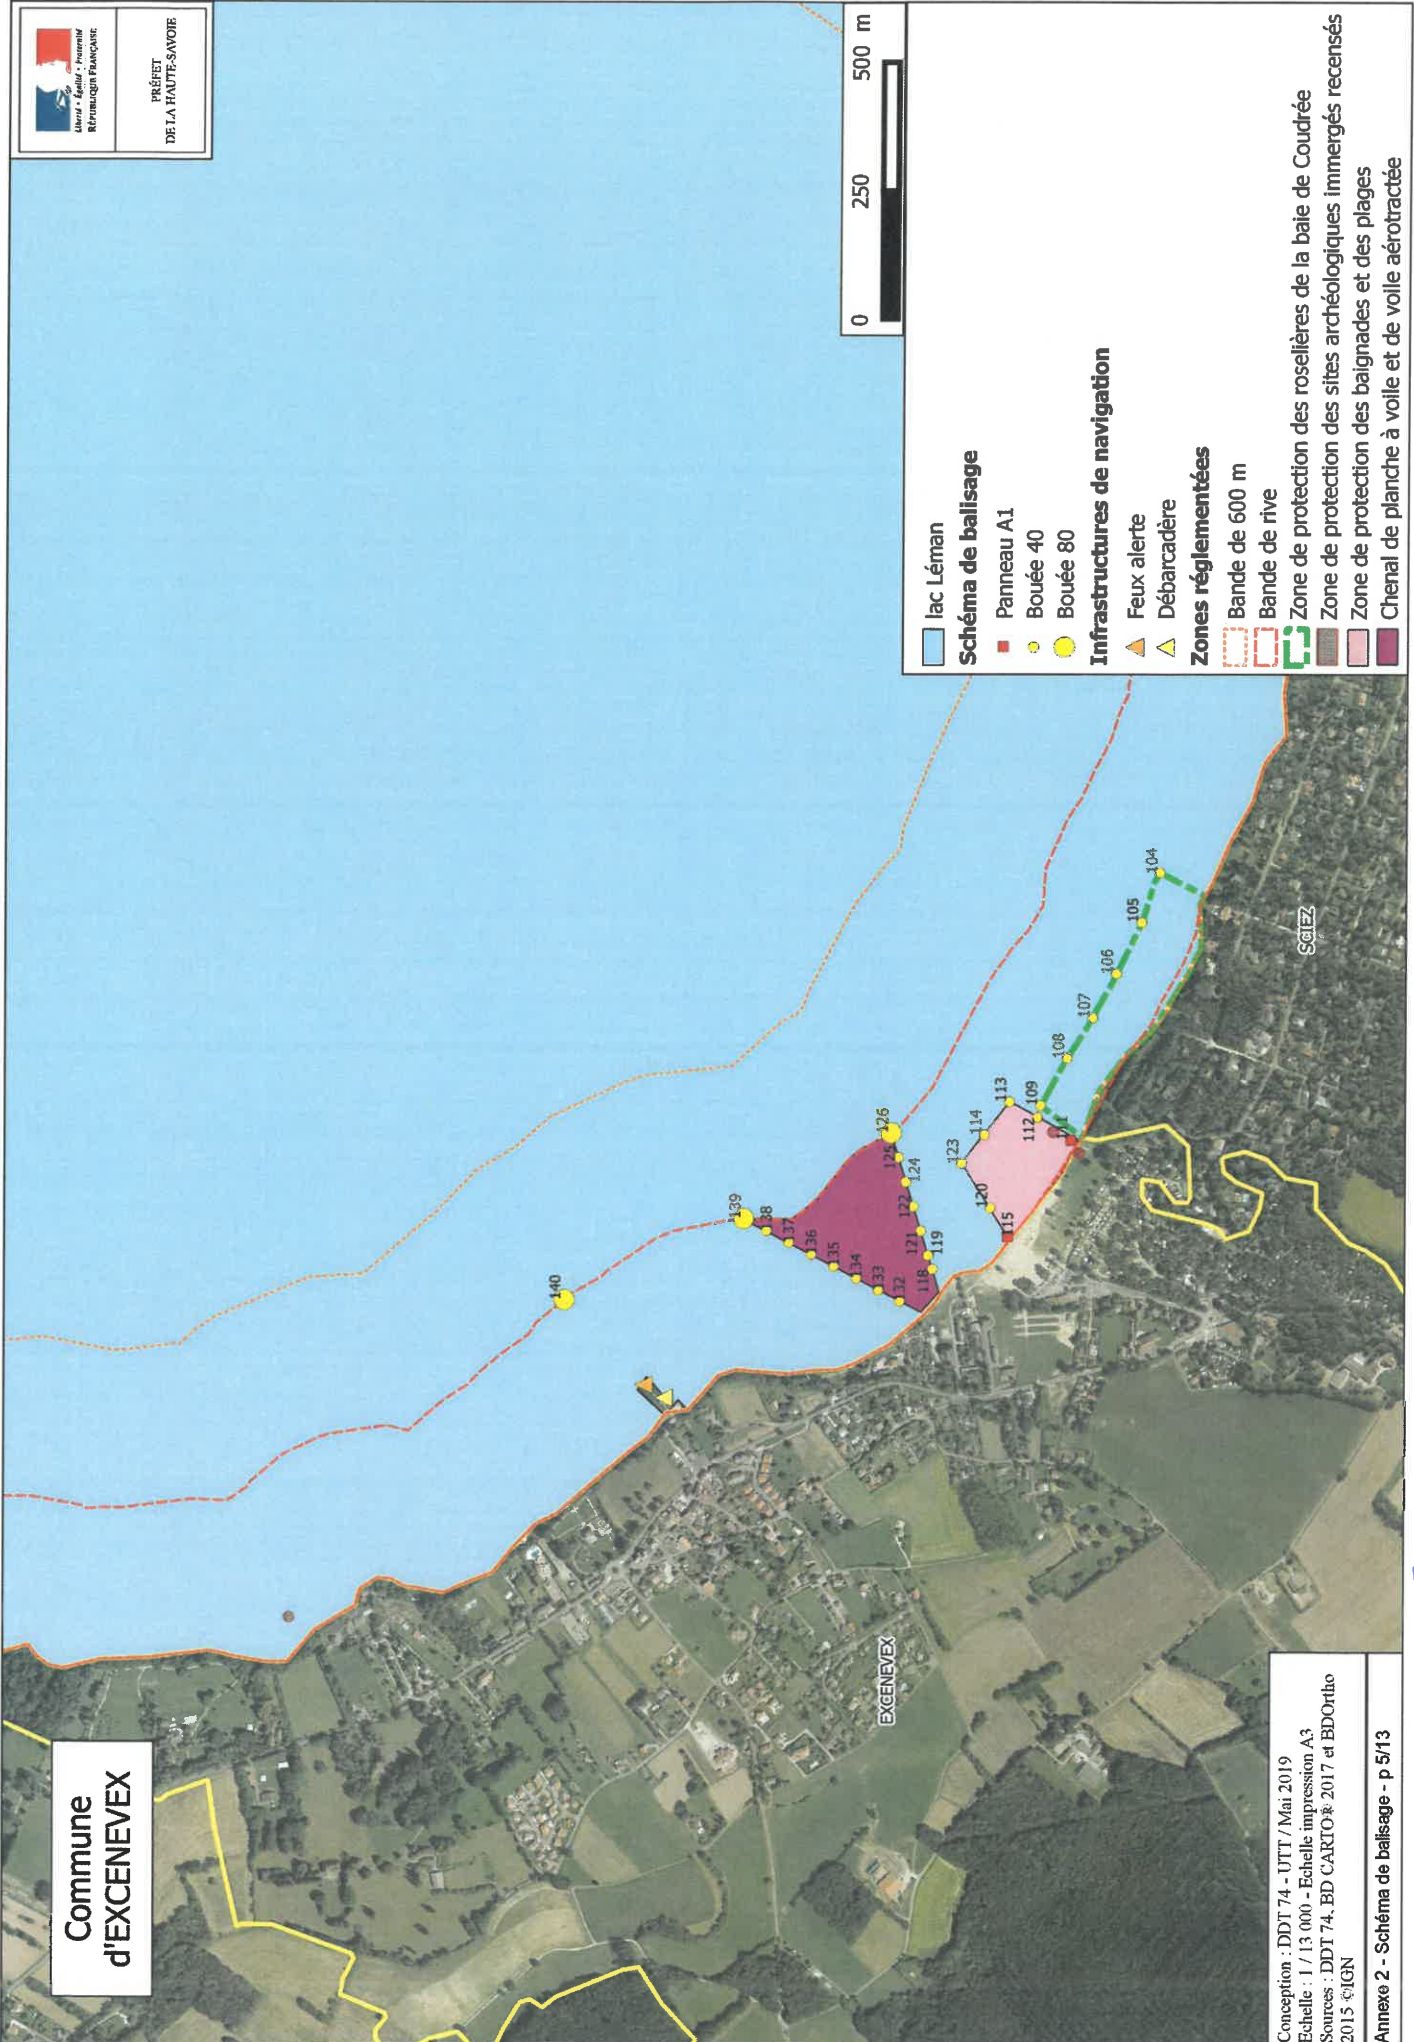 Commune
d'EXCENEVEX
Liberté • Égalité • Fraternité
RÉPUBLIQUE FRANÇAISE
PRÉFET
DE LA HAUTE-SAVOIE
140
139
138
137
136
135
134
133
132
126
125
124
122
121
119
118
123
114
113
120
115
112
109
111
108
107
106
105
104
EXCENEVEX
SCIEZ
0 250 500 m
lac Léman
Schéma de balisage
Panneau A1
Bouée 40
Bouée 80
Infrastructures de navigation
Feux alerte
Débarcadère
Zones réglementées
Bande de 600 m
Bande de rive
Zone de protection des roselières de la baie de Coudrée
Zone de protection des sites archéologiques immergés recensés
Zone de protection des baignades et des plages
Chenal de planche à voile et de voile aérotractée
Conception : DDT 74 - UTT / Mai 2019
Echelle : 1 / 13 000 - Echelle impression A3
Sources : DDT 74, BD CARTO® 2017 et BDOrtho
2015 ©IGN
Annexe 2 - Schéma de balisage - p 5/13